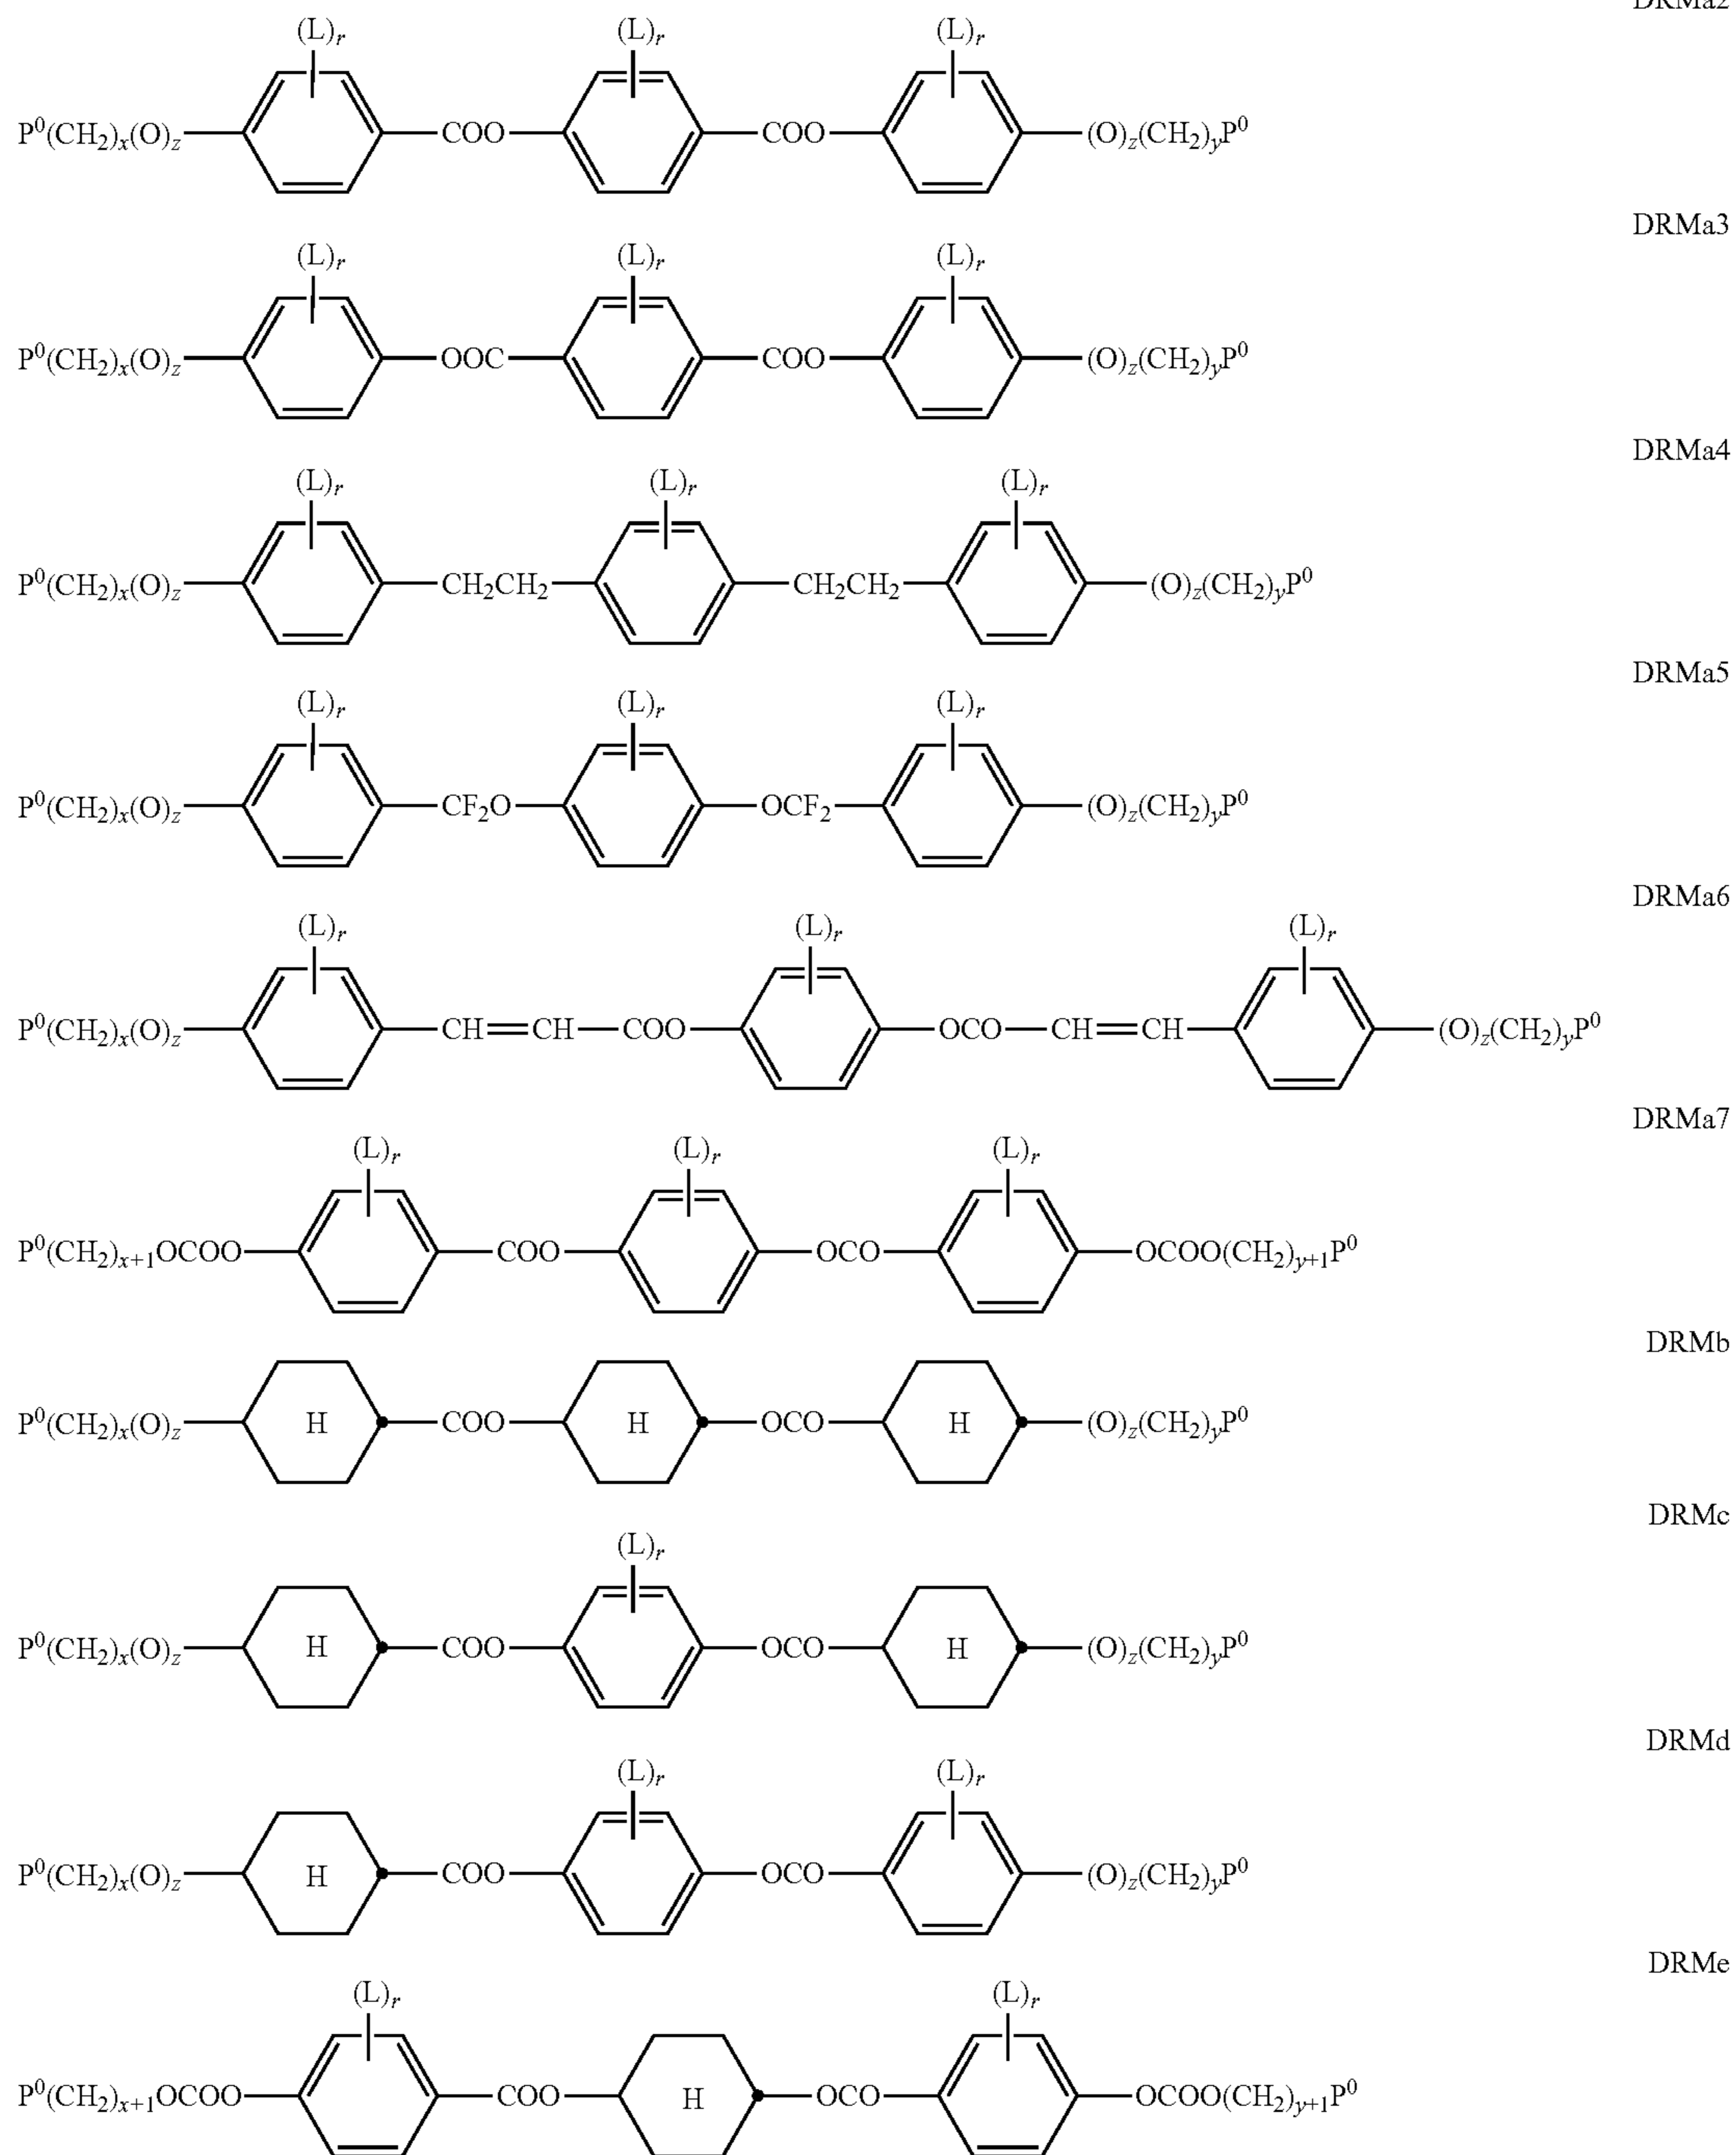 DRMa2
(L)r (L)r (L)r
P⁰(CH₂)x(O)z COO COO (O)z(CH₂)yP⁰
DRMa3
(L)r (L)r (L)r
P⁰(CH₂)x(O)z OOC COO (O)z(CH₂)yP⁰
DRMa4
(L)r (L)r (L)r
P⁰(CH₂)x(O)z CH₂CH₂ CH₂CH₂ (O)z(CH₂)yP⁰
DRMa5
(L)r (L)r (L)r
P⁰(CH₂)x(O)z CF₂O OCF₂ (O)z(CH₂)yP⁰
DRMa6
(L)r (L)r (L)r
P⁰(CH₂)x(O)z CH CH COO OCO CH CH (O)z(CH₂)yP⁰
DRMa7
(L)r (L)r (L)r
P⁰(CH₂)x+1OCOO COO OCO OCOO(CH₂)y+1P⁰
DRMb
P⁰(CH₂)x(O)z H COO H OCO H (O)z(CH₂)yP⁰
DRMc
(L)r
P⁰(CH₂)x(O)z H COO OCO H (O)z(CH₂)yP⁰
DRMd
(L)r (L)r
P⁰(CH₂)x(O)z H COO OCO (O)z(CH₂)yP⁰
DRMe
(L)r (L)r
P⁰(CH₂)x+1OCOO COO H OCO OCOO(CH₂)y+1P⁰